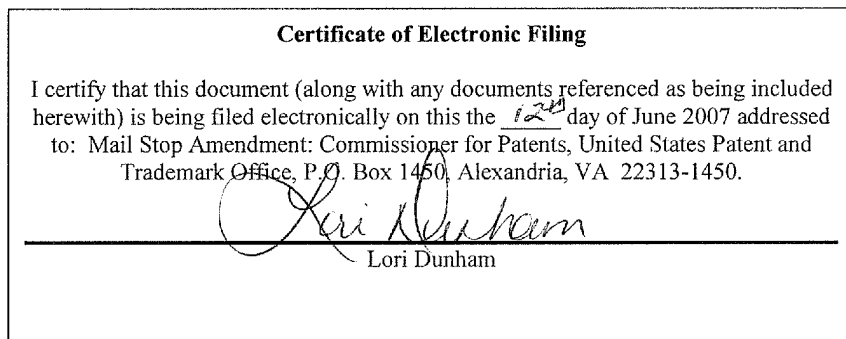 Certificate of Electronic Filing
I certify that this document (along with any documents referenced as being included
herewith) is being filed electronically on this the 12th day of June 2007 addressed
to: Mail Stop Amendment: Commissioner for Patents, United States Patent and
Trademark Office, P.O. Box 1450, Alexandria, VA 22313-1450.
Lori Dunham
Lori Dunham